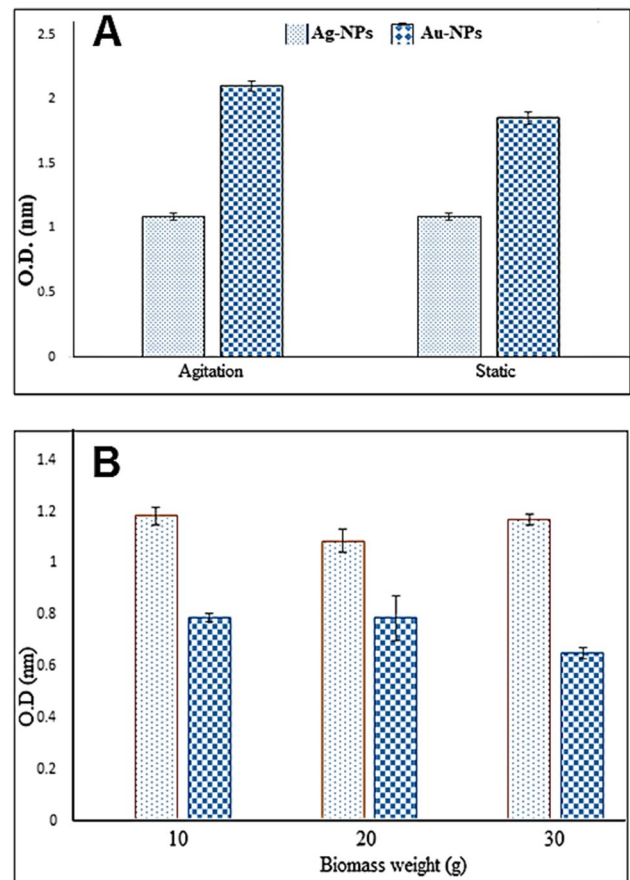 A
Ag-NPs Au-NPs
O.D. (nm)
2.5
2
1.5
1
0.5
0
Agitation Static
B
O.D (nm)
1.4
1.2
1
0.8
0.6
0.4
0.2
0
10 20 30
Biomass weight (g)